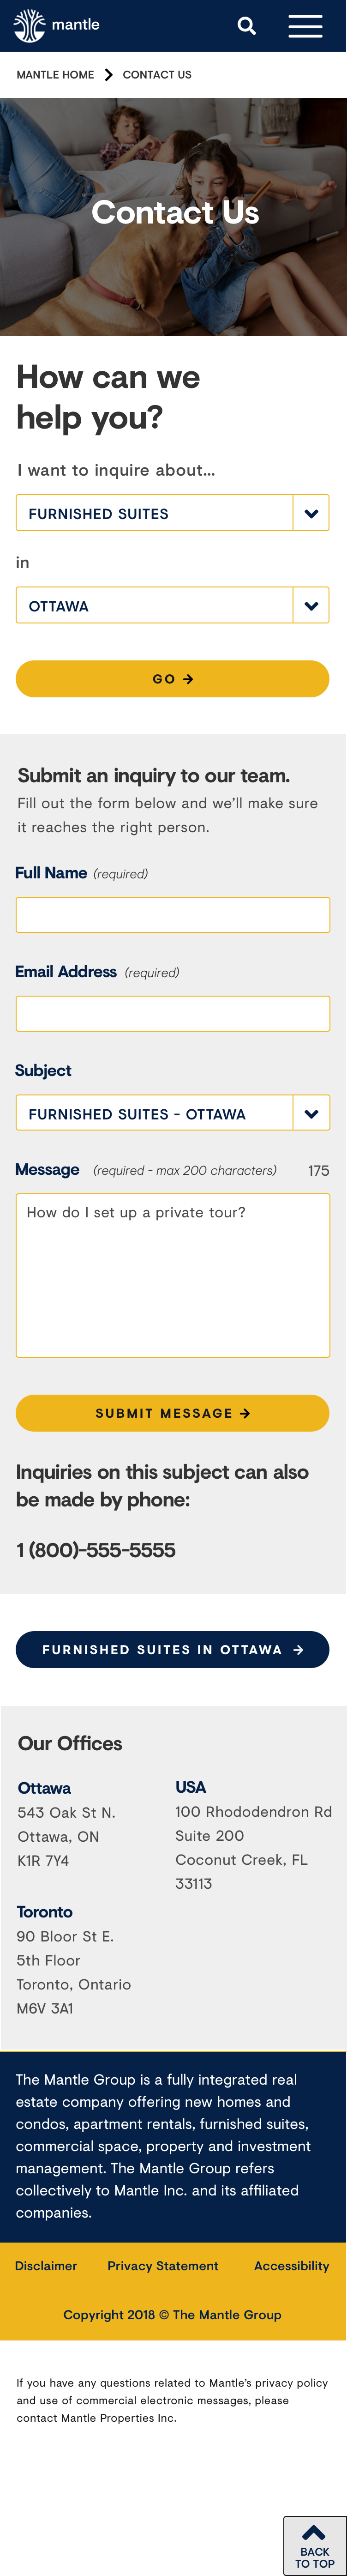 mantle
MANTLE HOME CONTACT US
Contact Us
How can we
help you?
I want to inquire about...
FURNISHED SUITES
in
OTTAWA
GO
Submit an inquiry to our team.
Fill out the form below and we'll make sure
it reaches the right person.
Full Name (required)
Email Address (required)
Subject
FURNISHED SUITES - OTTAWA
Message (required - max 200 characters) 175
How do I set up a private tour?
SUBMIT MESSAGE
Inquiries on this subject can also
be made by phone:
1 (800)-555-5555
FURNISHED SUITES IN OTTAWA
Our Offices
Ottawa
543 Oak St N.
Ottawa, ON
K1R 7Y4
USA
100 Rhododendron Rd
Suite 200
Coconut Creek, FL
33113
Toronto
90 Bloor St E.
5th Floor
Toronto, Ontario
M6V 3A1
The Mantle Group is a fully integrated real
estate company offering new homes and
condos, apartment rentals, furnished suites,
commercial space, property and investment
management. The Mantle Group refers
collectively to Mantle Inc. and its affiliated
companies.
Disclaimer Privacy Statement Accessibility
Copyright 2018 © The Mantle Group
If you have any questions related to Mantle's privacy policy
and use of commercial electronic messages, please
contact Mantle Properties Inc.
BACK
TO TOP